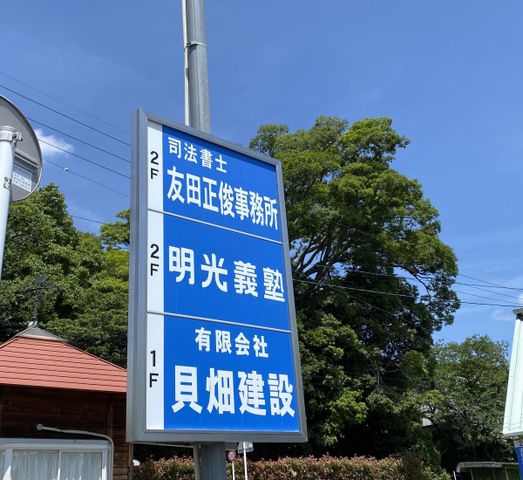 2F
司法書士
友田正俊事務所
2F
明光義塾
1F
有限会社
貝畑建設